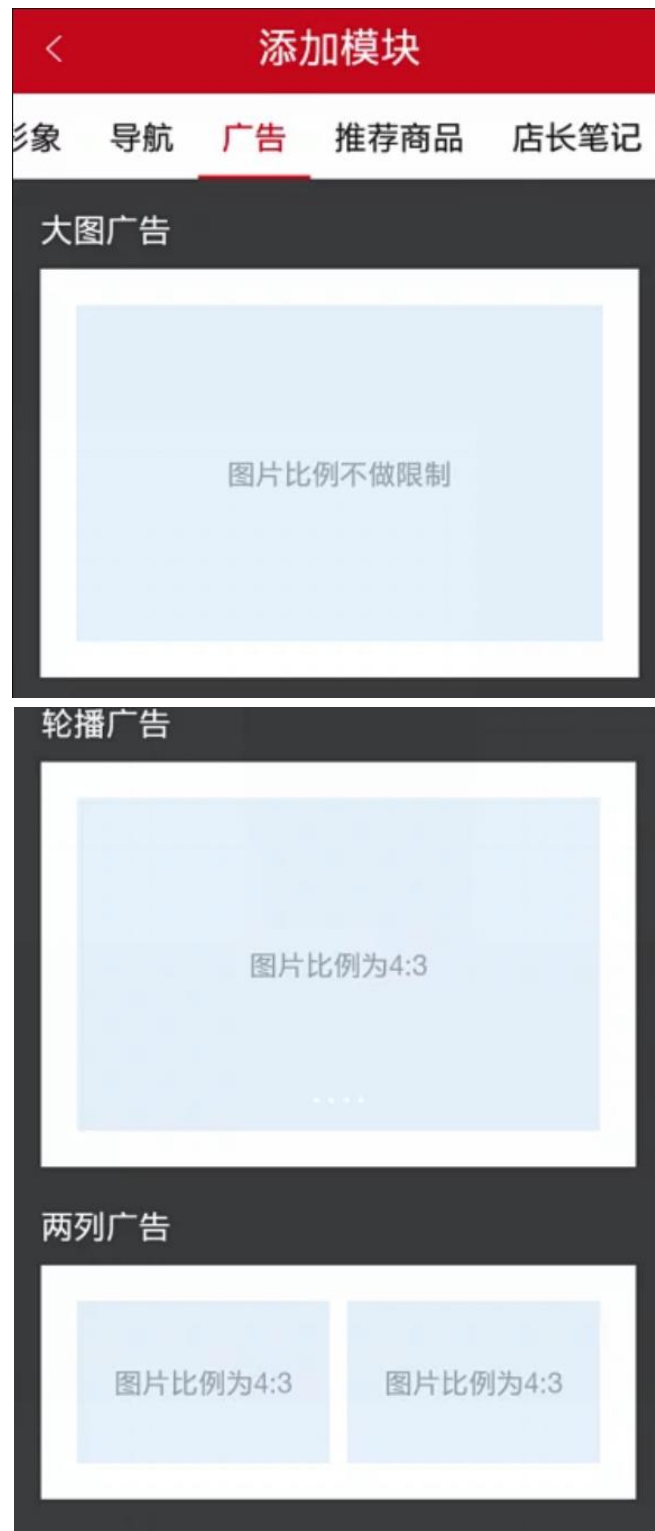 添加模块
象 导航 广告 推荐商品 店长笔记
大图广告
图片比例不做限制
轮播广告
图片比例为4:3
两列广告
图片比例为4:3 图片比例为4:3